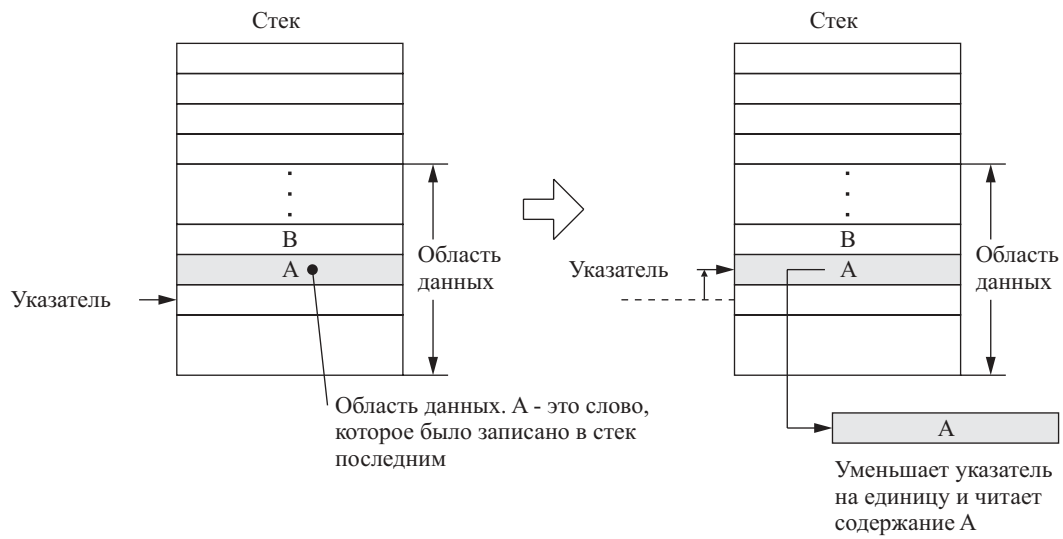 Стек
B
A
Указатель
Область
данных
Область данных. А - это слово,
которое было записано в стек
последним
Стек
B
A
Указатель
Область
данных
A
Уменьшает указатель
на единицу и читает
содержание А